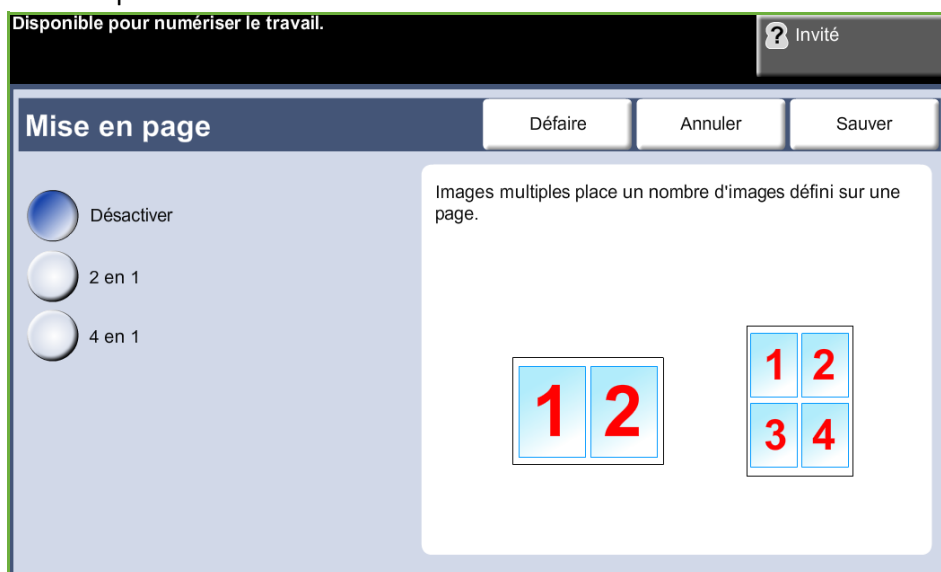 Disponible pour numériser le travail.
? Invité
Mise en page
Défaire
Annuler
Sauver
Désactiver
2 en 1
4 en 1
Images multiples place un nombre d'images défini sur une
page.
1 2
1 2
3 4